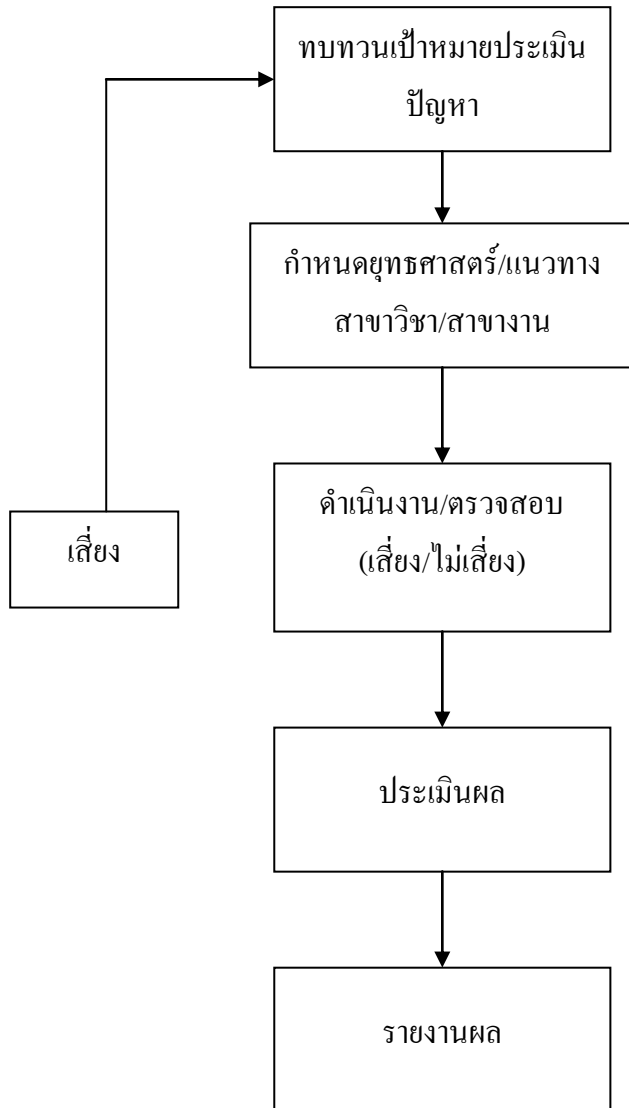 ทบทวนเป้าหมายประเมิน
ปัญหา
กำหนดยุทธศาสตร์/แนวทาง
สาขาวิชา/สาขางาน
เสี่ยง
ดำเนินงาน/ตรวจสอบ
(เสี่ยง/ไม่เสี่ยง)
ประเมินผล
รายงานผล